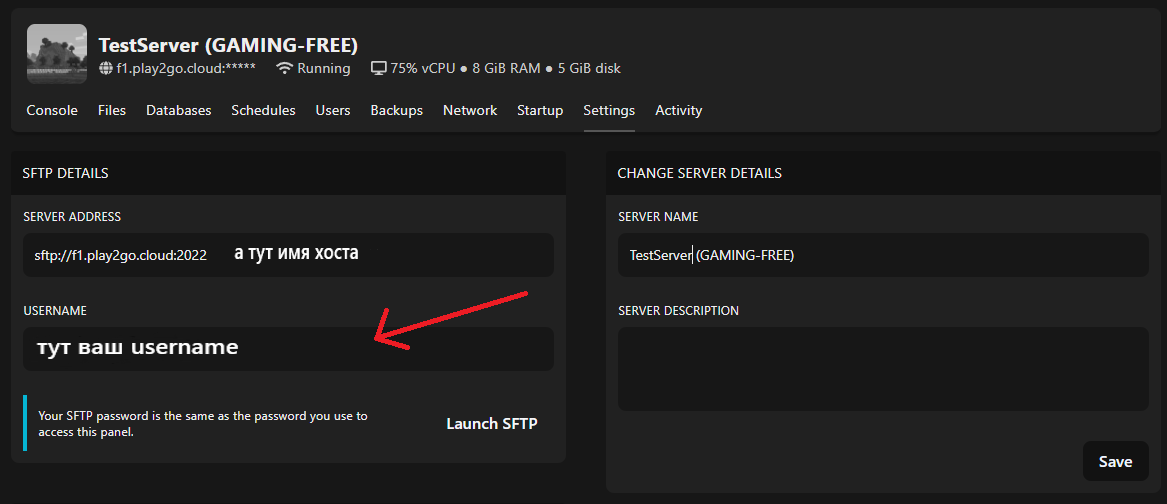 TestServer (GAMING-FREE)
f1.play2go.cloud:***** Running 75% vCPU ● 8 GiB RAM ● 5 GiB disk
Console Files Databases Schedules Users Backups Network Startup Settings Activity
SFTP DETAILS
SERVER ADDRESS
sftp://f1.play2go.cloud:2022 а тут имя хоста
USERNAME
тут ваш username
Your SFTP password is the same as the password you use to
access this panel.
Launch SFTP
CHANGE SERVER DETAILS
SERVER NAME
TestServer (GAMING-FREE)
SERVER DESCRIPTION
Save